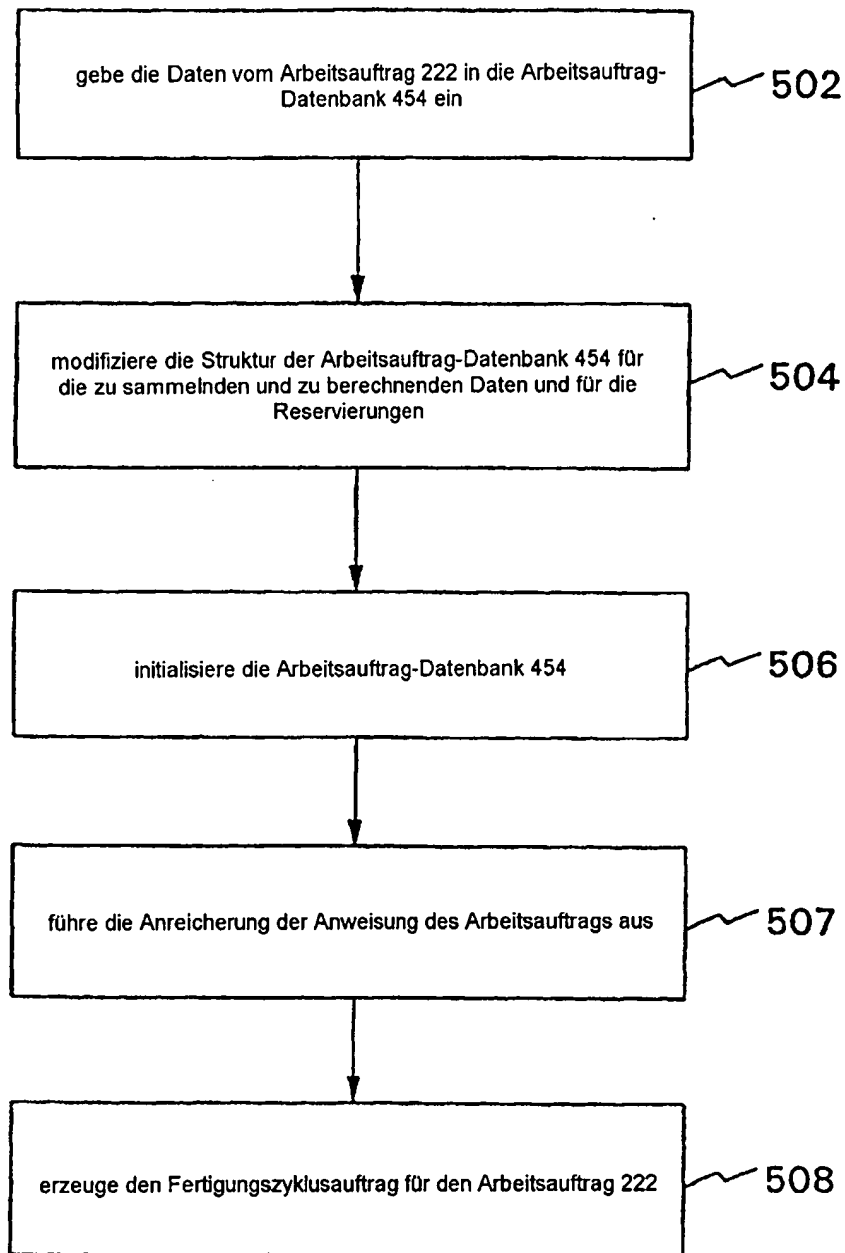 gebe die Daten vom Arbeitsauftrag 222 in die Arbeitsauftrag-
Datenbank 454 ein
502
modifiziere die Struktur der Arbeitsauftrag-Datenbank 454 für
die zu sammelnden und zu berechnenden Daten und für die
Reservierungen
504
initialisiere die Arbeitsauftrag-Datenbank 454
506
führe die Anreicherung der Anweisung des Arbeitsauftrags aus
507
erzeuge den Fertigungszyklusauftrag für den Arbeitsauftrag 222
508